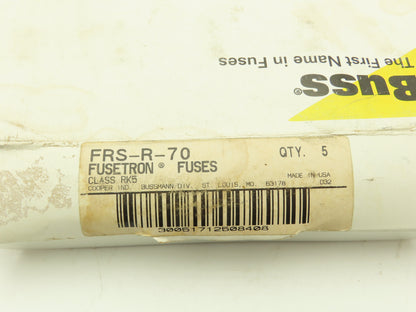 Buss®
The First Name in Fuses
FRS-R-70 QTY. 5
FUSETRON® FUSES
CLASS RK5 MADE IN USA
COOPER IND. BUSSMANN DIV., ST. LOUIS, MO. 63178 D32
30051712508408